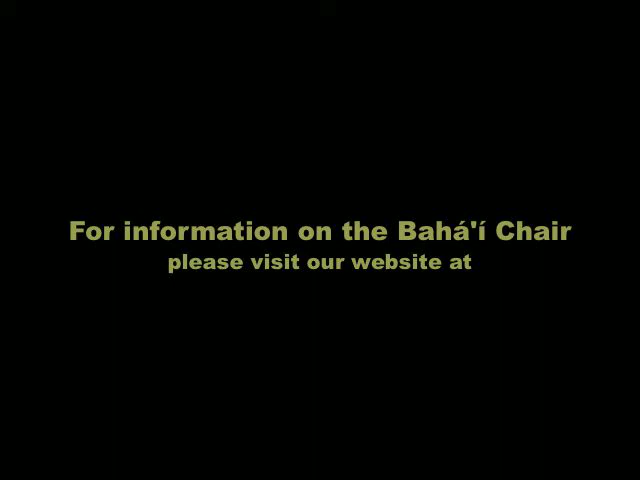 For information on the Bahá'í Chair
please visit our website at